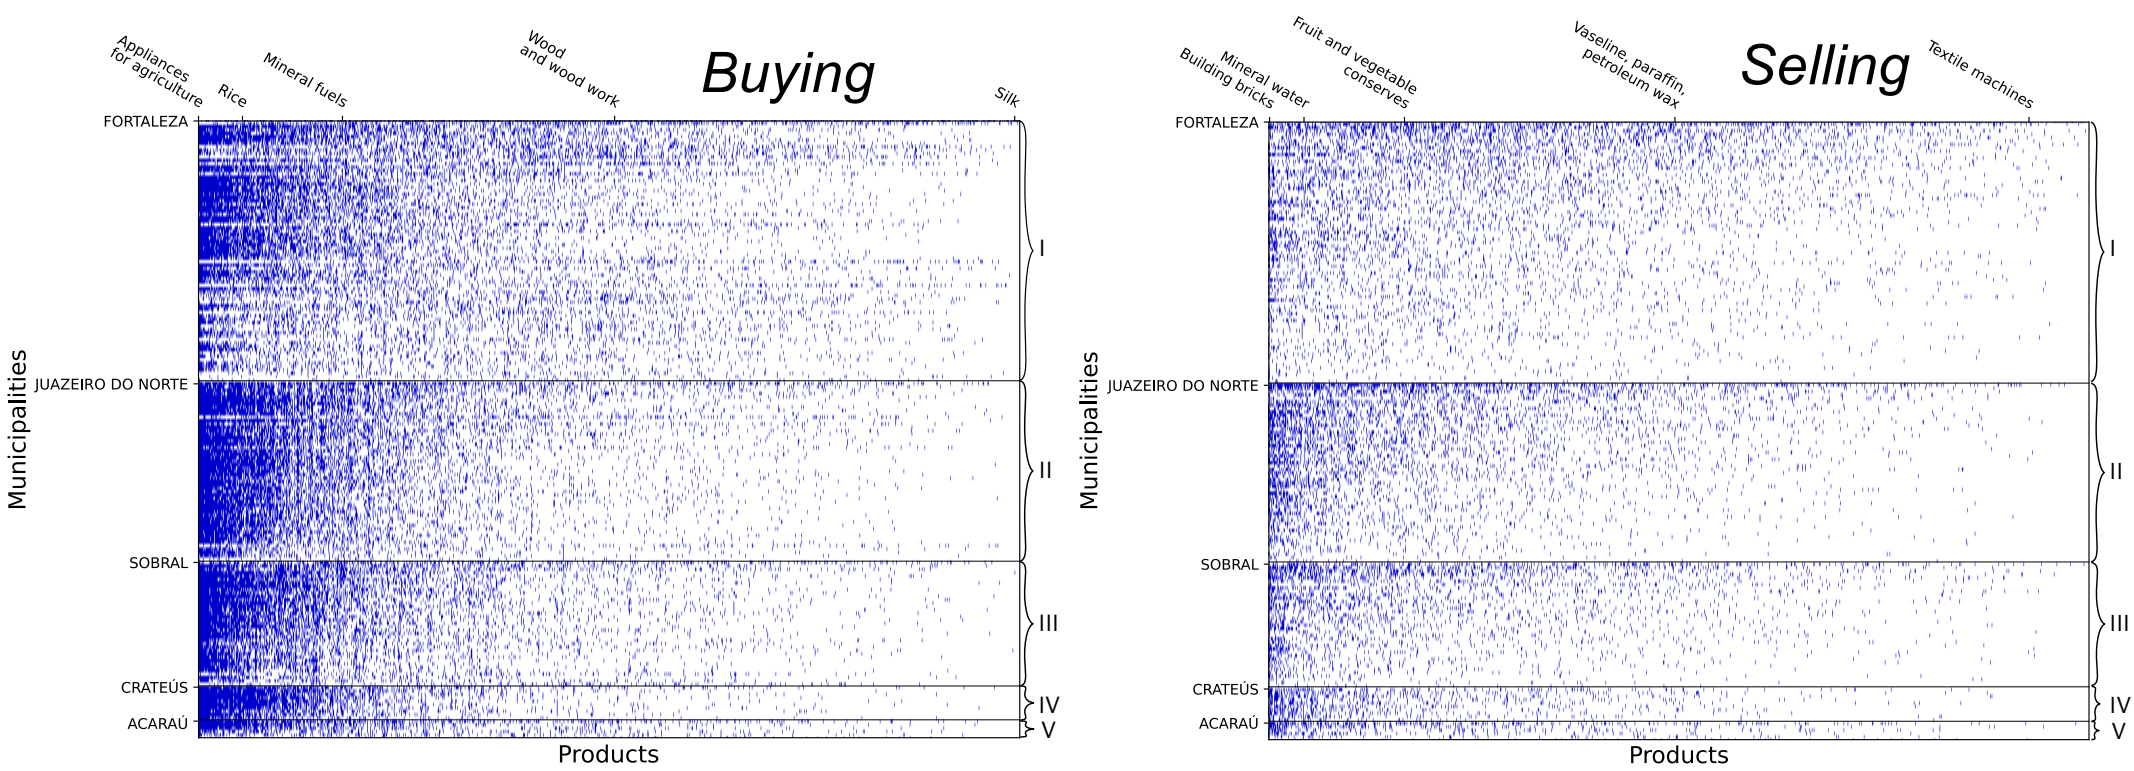 Buying
Appliances
for agriculture
Rice
Mineral fuels
Wood
and wood work
Silk
Municipalities
FORTALEZA
JUAZEIRO DO NORTE
SOBRAL
CRATEÚS
ACARAÚ
I
II
III
IV
V
Products
Selling
Building bricks
Mineral water
Fruit and vegetable
conserves
Vaseline, paraffin,
petroleum wax
Textile machines
Municipalities
FORTALEZA
JUAZEIRO DO NORTE
SOBRAL
CRATEÚS
ACARAÚ
I
II
III
IV
V
Products